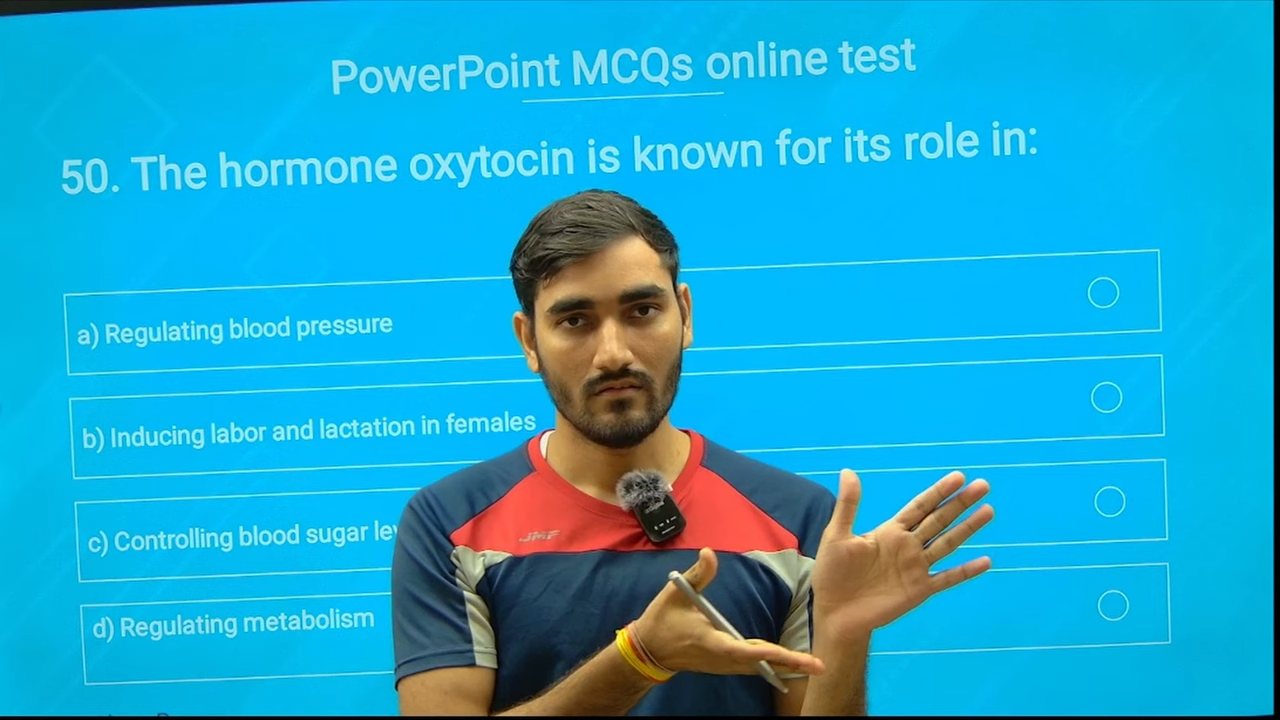 PowerPoint MCQs online test
50. The hormone oxytocin is known for its role in:
a) Regulating blood pressure
b) Inducing labor and lactation in females
c) Controlling blood sugar
d) Regulating metabolism
JMF